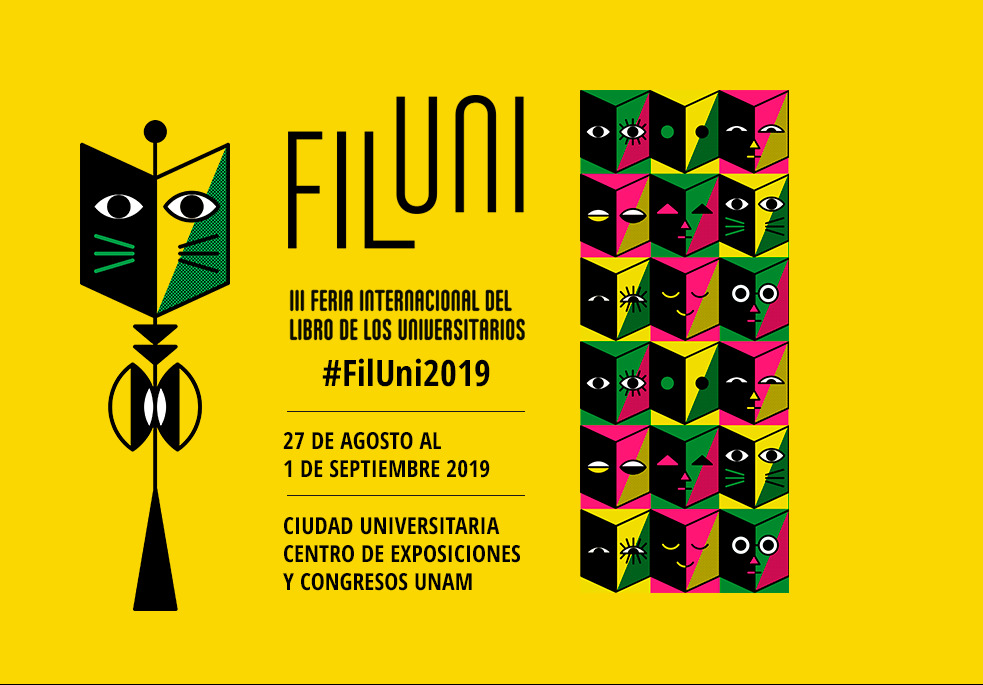 FILUNI
III FERIA INTERNACIONAL DEL
LIBRO DE LOS UNIVERSITARIOS
#FilUni2019
27 DE AGOSTO AL
1 DE SEPTIEMBRE 2019
CIUDAD UNIVERSITARIA
CENTRO DE EXPOSICIONES
Y CONGRESOS UNAM